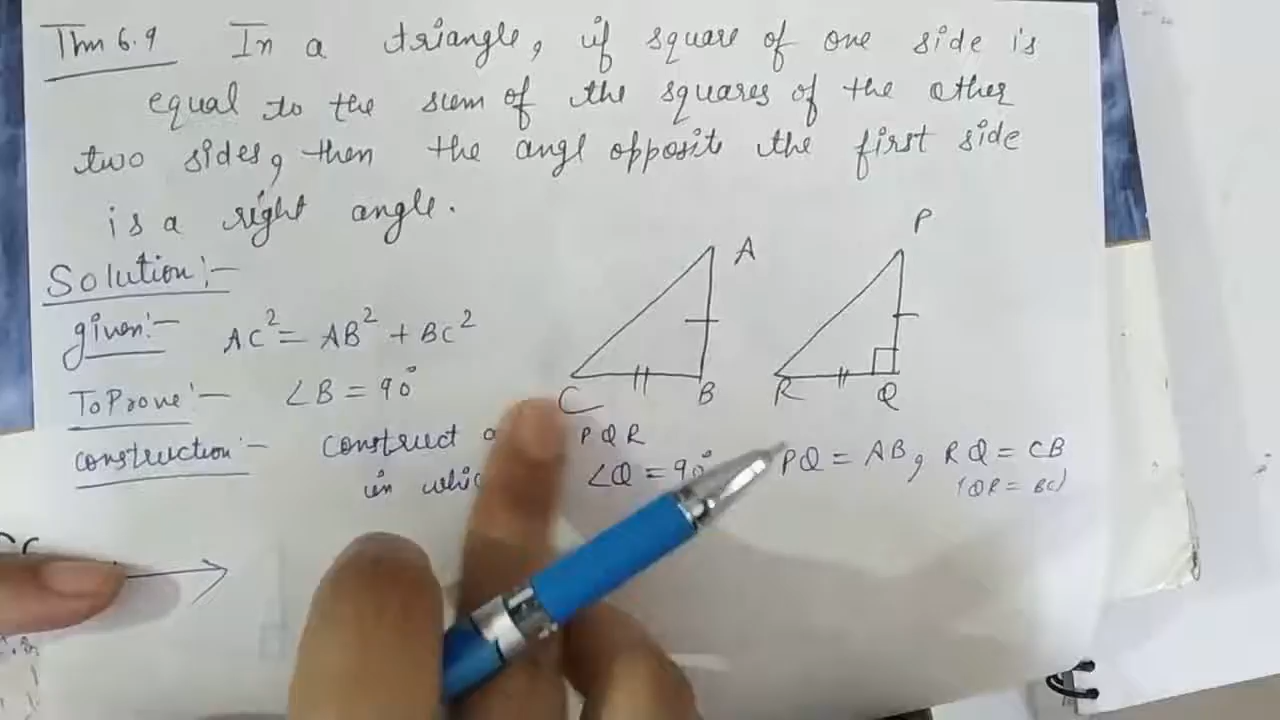 Thm 6.9 In a triangle, if square of one side is
equal to the sum of the squares of the other
two sides, then the angl opposite the first side
is a right angle.
Solution:-
given:- AC² = AB² + BC²
To Prove:- ∠B = 90°
construction:- construct a PQR
in ∠Q = 90° PQ = AB, RQ = CB
(QR = BC)
A
C
B
P
R
Q